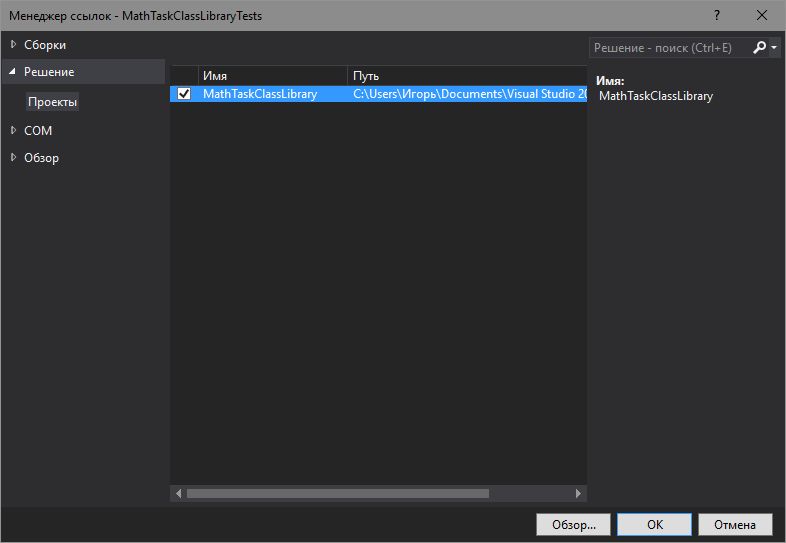 Менеджер ссылок - MathTaskClassLibraryTests
?
Сборки
Решение
Проекты
COM
Обзор
Имя Путь
MathTaskClassLibrary C:\Users\Игорь\Documents\Visual Studio 20
Решение - поиск (Ctrl+E)
Имя:
MathTaskClassLibrary
Обзор... ОК Отмена